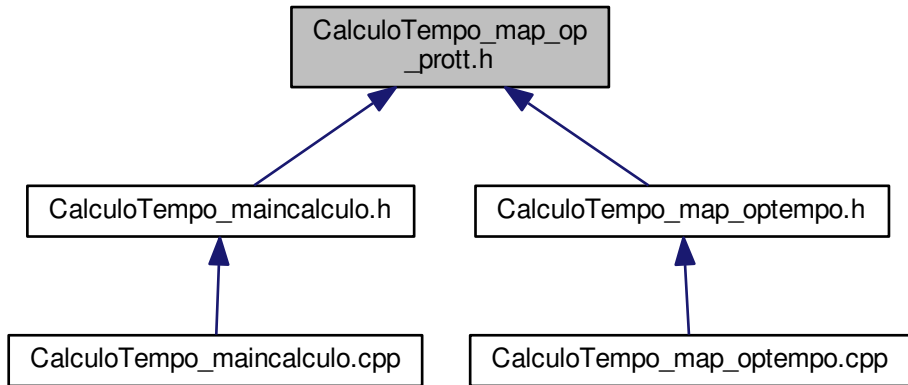 CalculoTempo_map_op
_prott.h
CalculoTempo_maincalculo.h
CalculoTempo_map_optempo.h
CalculoTempo_maincalculo.cpp
CalculoTempo_map_optempo.cpp